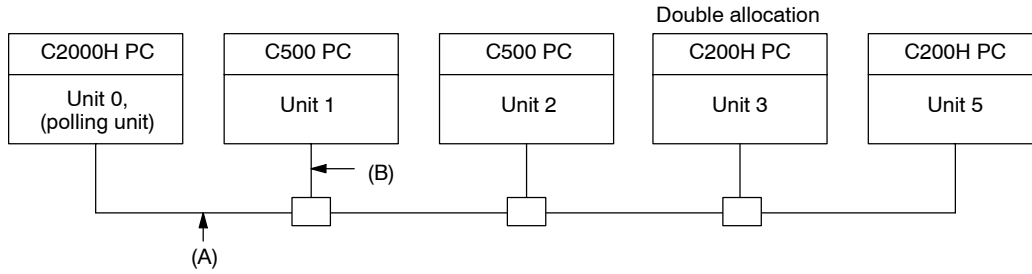 Double allocation
C2000H PC
C500 PC
C500 PC
C200H PC
C200H PC
Unit 0,
(polling unit)
Unit 1
Unit 2
Unit 3
Unit 5
(B)
(A)